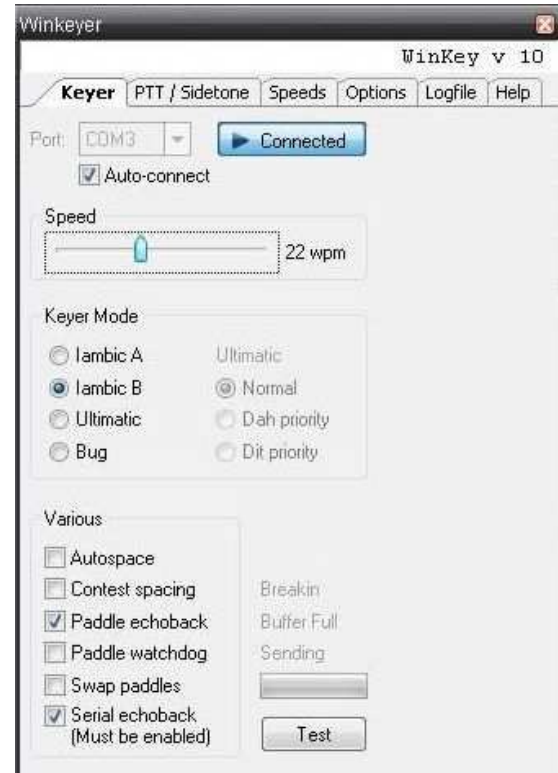 Winkeyer
WinKey v 10
Keyer PTT / Sidetone Speeds Options Logfile Help
Port: COM3 Connected
Auto-connect
Speed
22 wpm
Keyer Mode
Iambic A Ultimatic
Iambic B Normal
Ultimatic Dah priority
Bug Dit priority
Various
Autospace
Contest spacing Breakin
Paddle echoback Buffer Full
Paddle watchdog Sending
Swap paddles
Serial echoback
(Must be enabled) Test